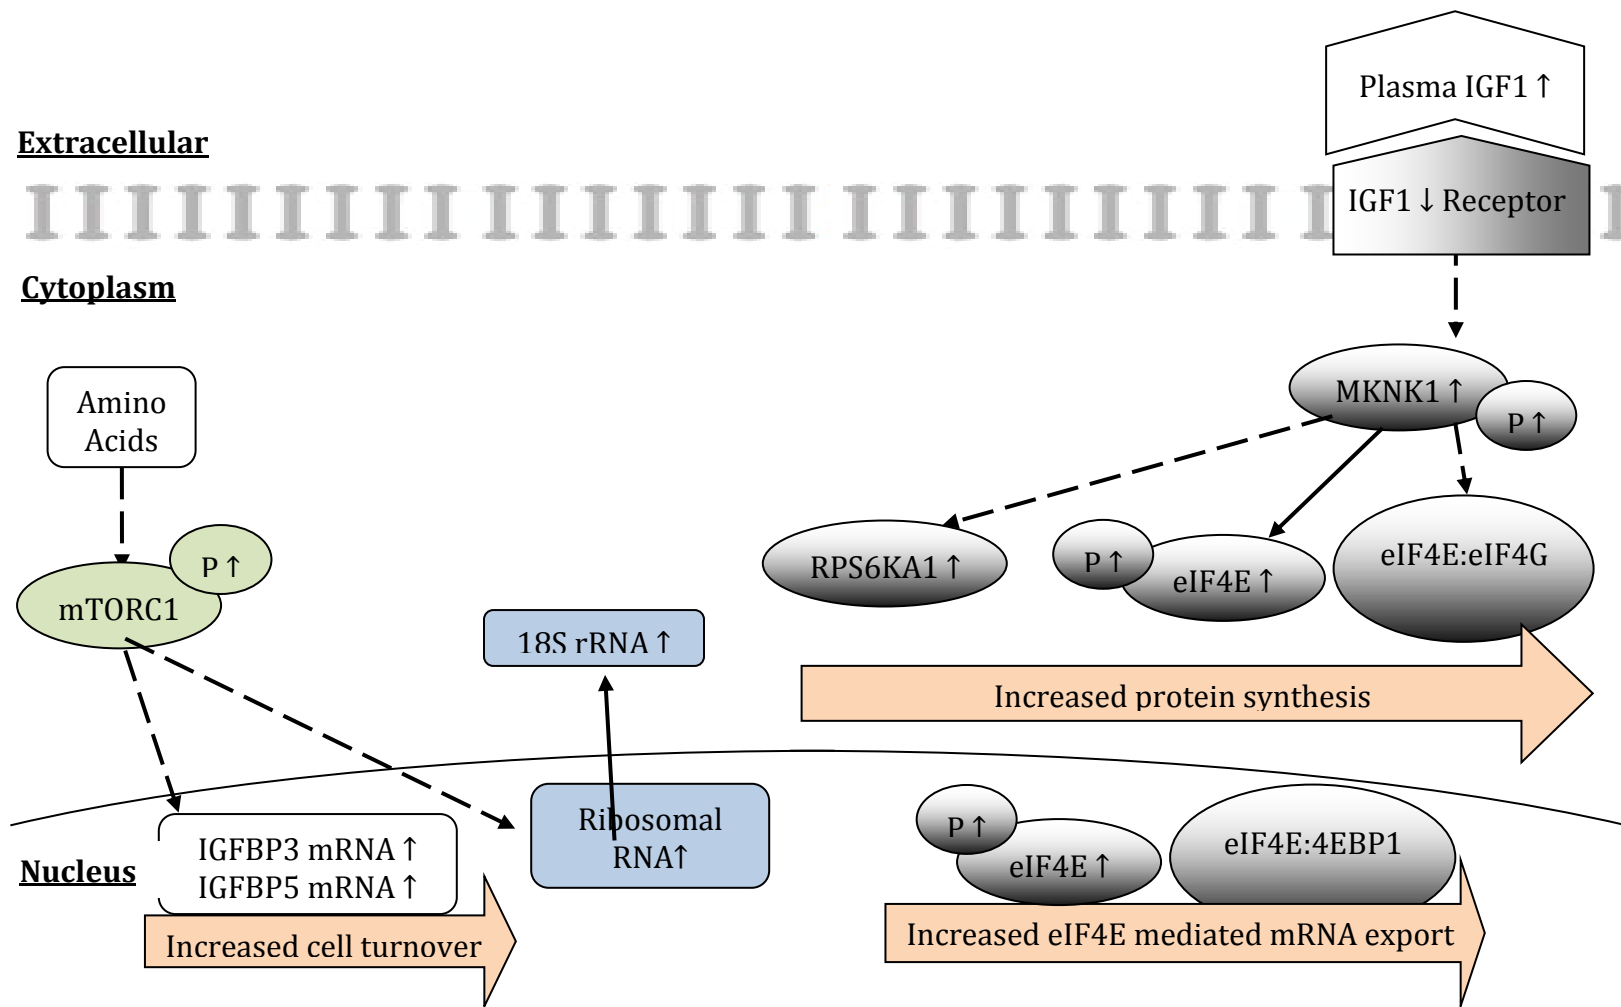 Plasma IGF1 ↑
Extracellular
IGF1 ↓ Receptor
Cytoplasm
Amino
Acids
MKNK1 ↑
P ↑
P ↑
mTORC1
RPS6KA1 ↑
P ↑
eIF4E ↑
eIF4E:eIF4G
18S rRNA ↑
Increased protein synthesis
Ribosomal
RNA↑
P ↑
eIF4E ↑
eIF4E:4EBP1
IGFBP3 mRNA ↑
IGFBP5 mRNA ↑
Nucleus
Increased cell turnover
Increased eIF4E mediated mRNA export